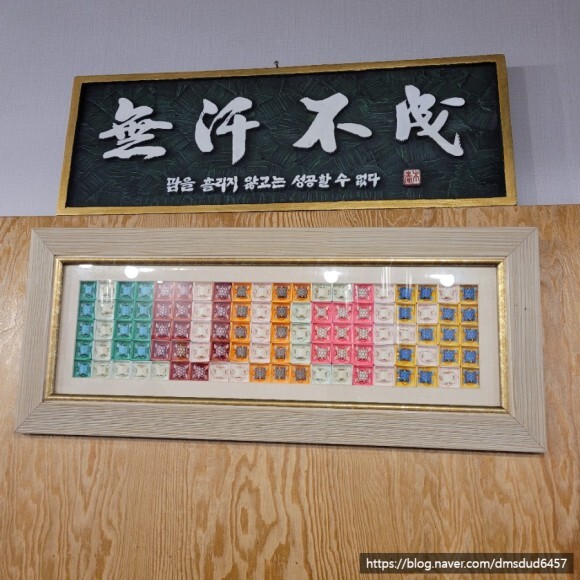 無汗不成
땀을 흘리지 않고는 성공할 수 없다
https://blog.naver.com/dmsdud6457